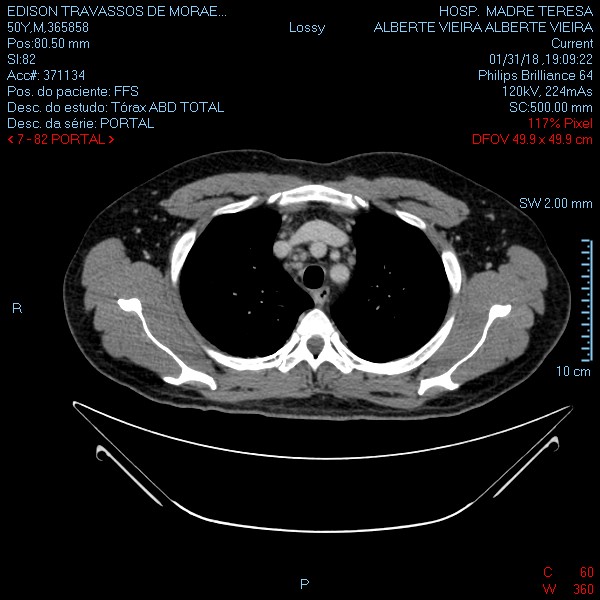 EDISON TRAVASSOS DE MORAE...
50Y,M,365858
Pos:80.50 mm
Sl:82
Acc#: 371134
Pos. do paciente: FFS
Desc. do estudo: Tórax ABD TOTAL
Desc. da série: PORTAL
< 7 - 82 PORTAL >
Lossy
HOSP. MADRE TERESA
ALBERTE VIEIRA ALBERTE VIEIRA
Current
01/31/18 ,19:09:22
Philips Brilliance 64
120kV, 224mAs
SC:500.00 mm
117% Pixel
DFOV 49.9 x 49.9 cm
SW 2.00 mm
R
10 cm
P
C 60
W 360